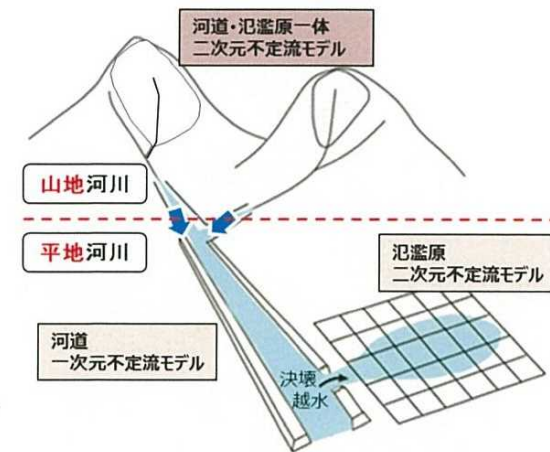 河道・氾濫原一体
二次元不定流モデル
山地河川
平地河川
氾濫原
二次元不定流モデル
河道
一次元不定流モデル
決壊
越水